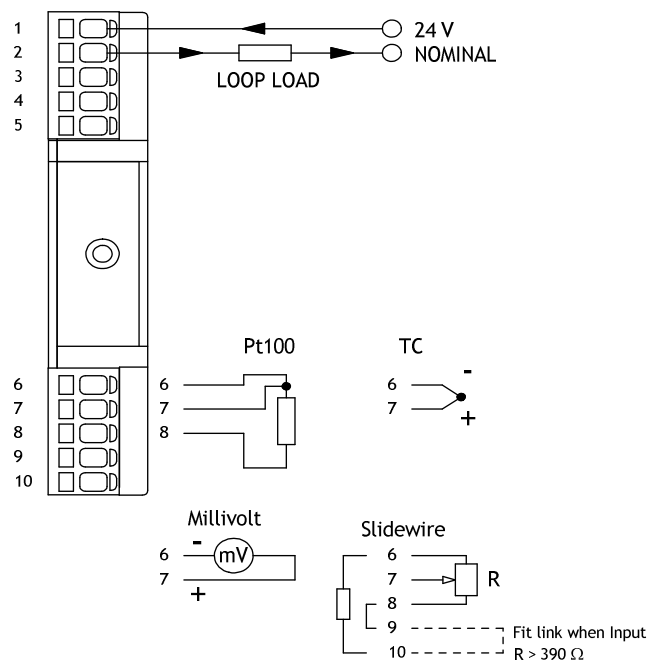 1
24 V
2
NOMINAL
3
LOOP LOAD
4
5
Pt100
TC
6
6
6
-
7
7
7
+
8
8
9
10
Millivolt
Slidewire
6
-
mV
7
+
6
7
R
8
9
Fit link when Input
10
R > 390 Ω